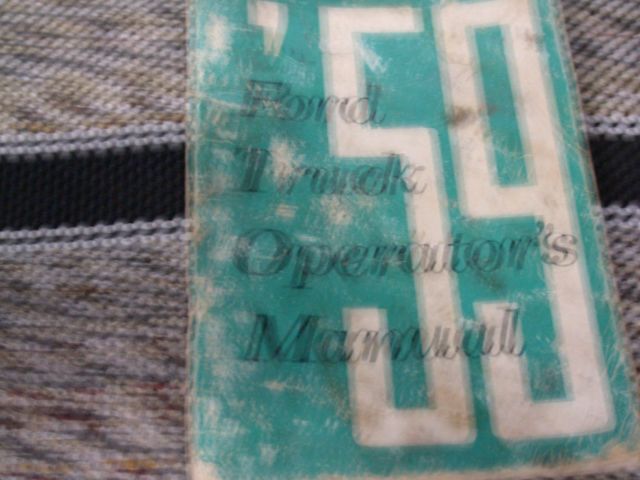 '59
Ford
Truck
Operator's
Manual